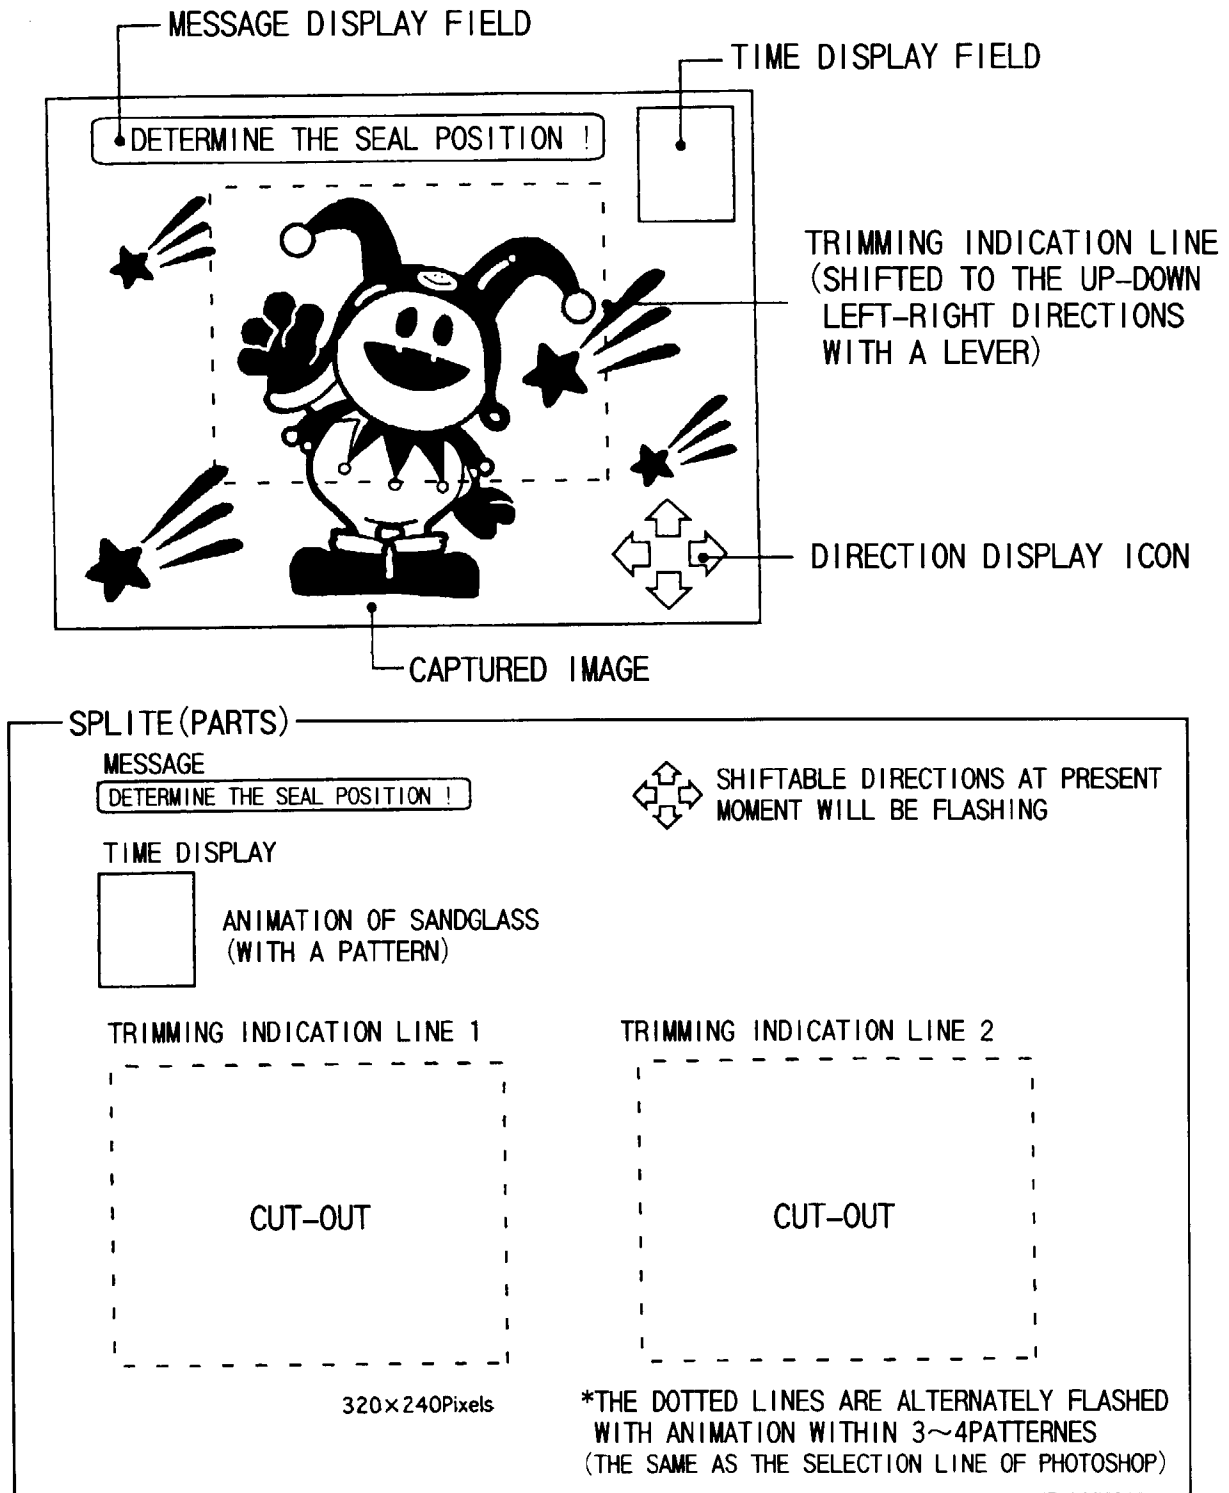 MESSAGE DISPLAY FIELD
TIME DISPLAY FIELD
DETERMINE THE SEAL POSITION !
TRIMMING INDICATION LINE
(SHIFTED TO THE UP-DOWN
LEFT-RIGHT DIRECTIONS
WITH A LEVER)
DIRECTION DISPLAY ICON
CAPTURED IMAGE
SPLITE(PARTS)
MESSAGE
DETERMINE THE SEAL POSITION !
SHIFTABLE DIRECTIONS AT PRESENT
MOMENT WILL BE FLASHING
TIME DISPLAY
ANIMATION OF SANDGLASS
(WITH A PATTERN)
TRIMMING INDICATION LINE 1
TRIMMING INDICATION LINE 2
CUT-OUT
CUT-OUT
320×240Pixels
*THE DOTTED LINES ARE ALTERNATELY FLASHED
WITH ANIMATION WITHIN 3~4PATTERNES
(THE SAME AS THE SELECTION LINE OF PHOTOSHOP)